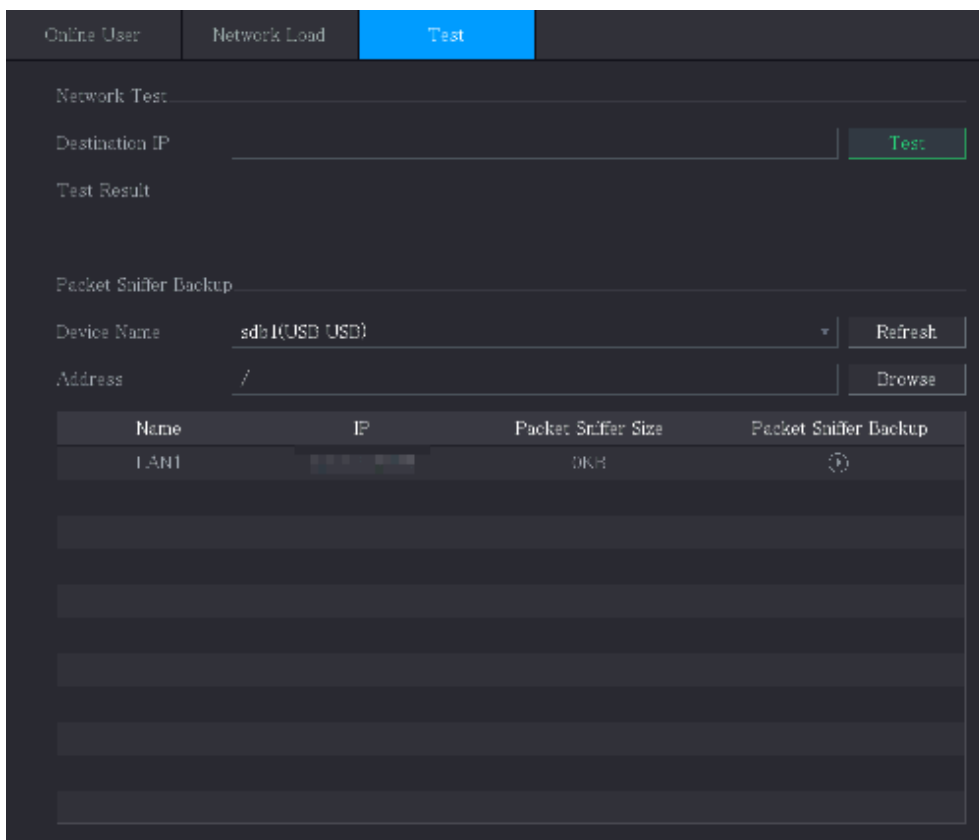 Online User Network Load Test
Network Test
Destination IP Test
Test Result
Packet Sniffer Backup
Device Name sdb1(USB USB) Refresh
Address / Browse
Name IP Packet Sniffer Size Packet Sniffer Backup
LAN1 0KB